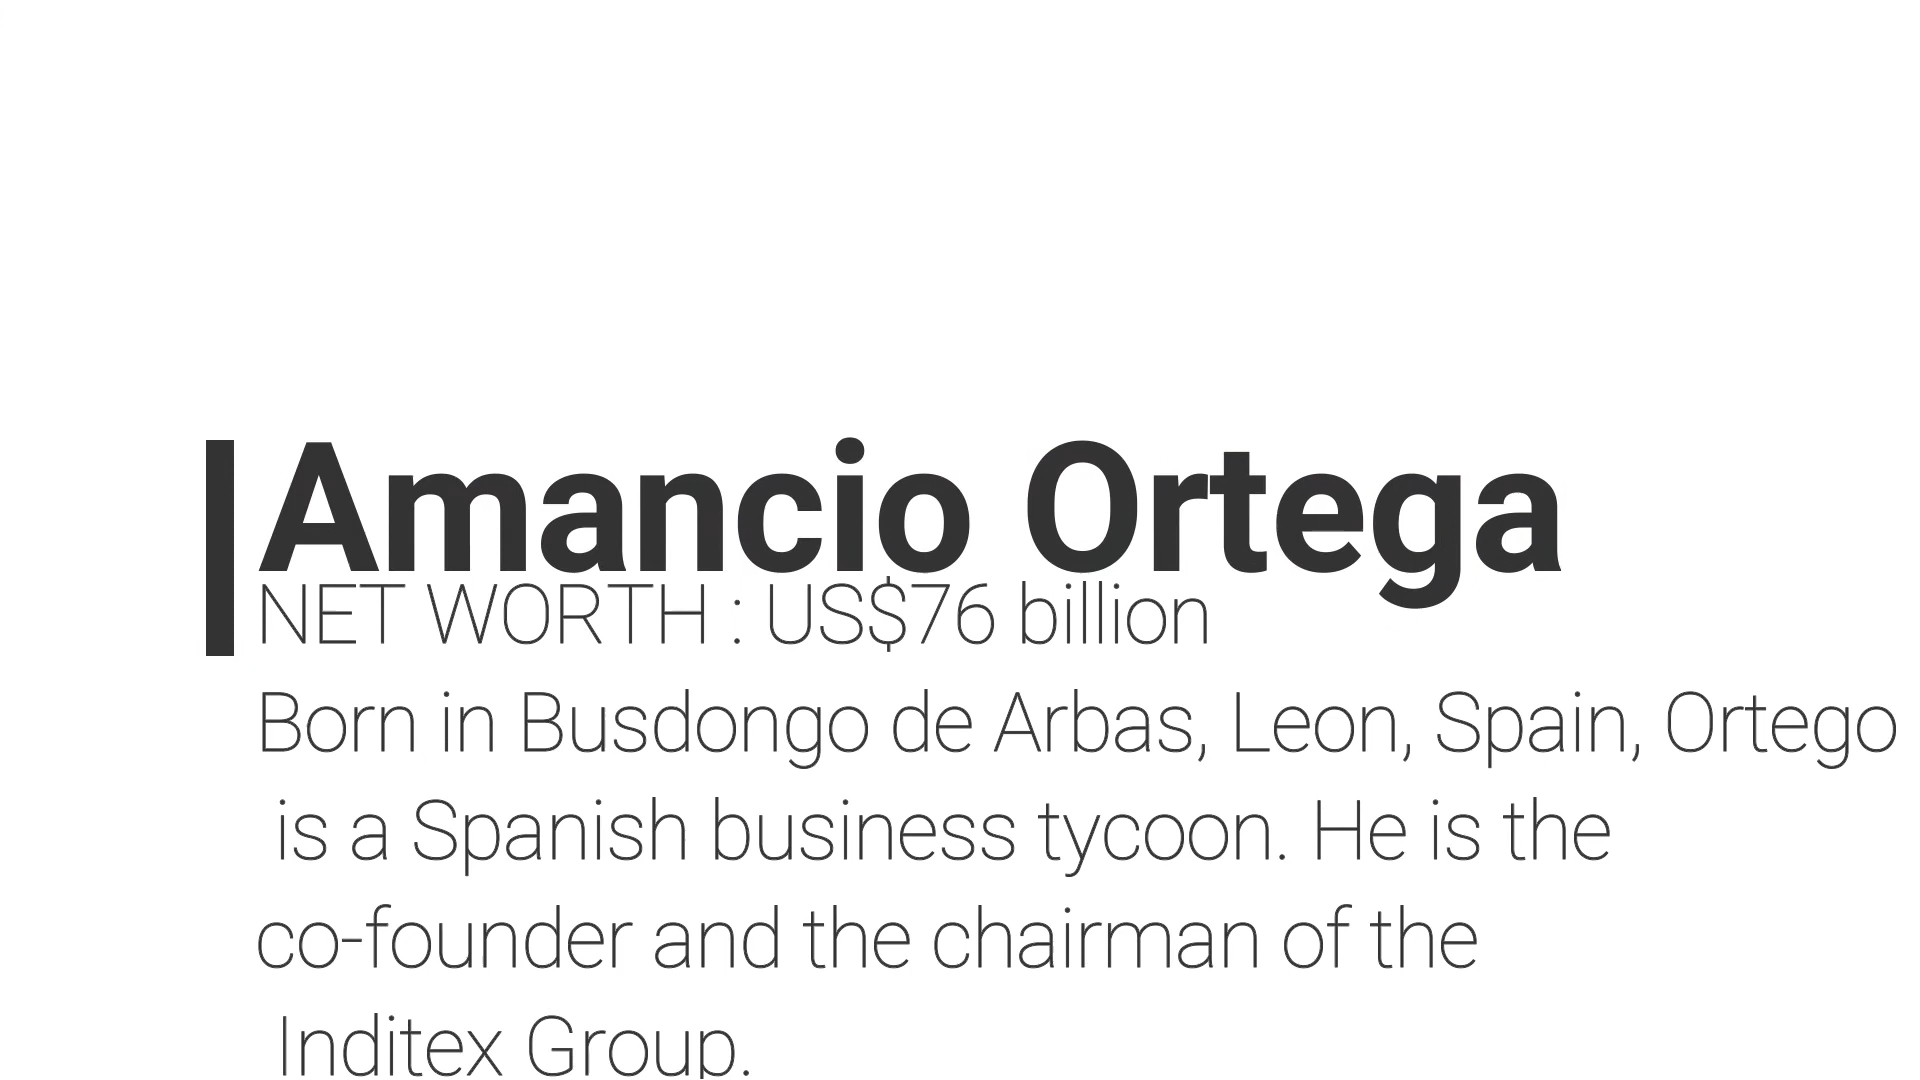 Amancio Ortega
NET WORTH : US$76 billion
Born in Busdongo de Arbas, Leon, Spain, Ortego
is a Spanish business tycoon. He is the
co-founder and the chairman of the
Inditex Group.